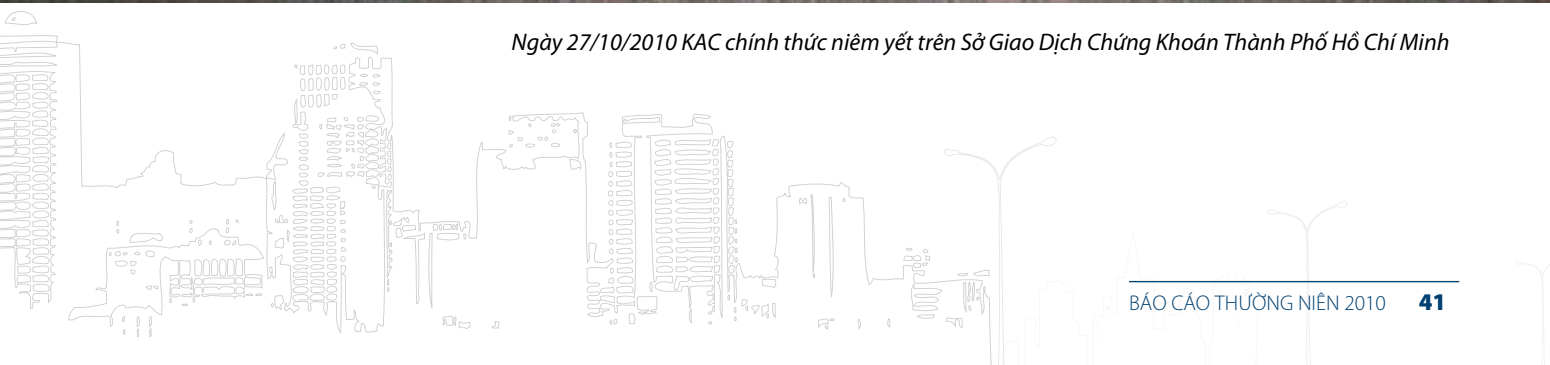 Ngày 27/10/2010 KAC chính thức niêm yết trên Sở Giao Dịch Chứng Khoán Thành Phố Hồ Chí Minh
BÁO CÁO THƯỜNG NIÊN 2010 41